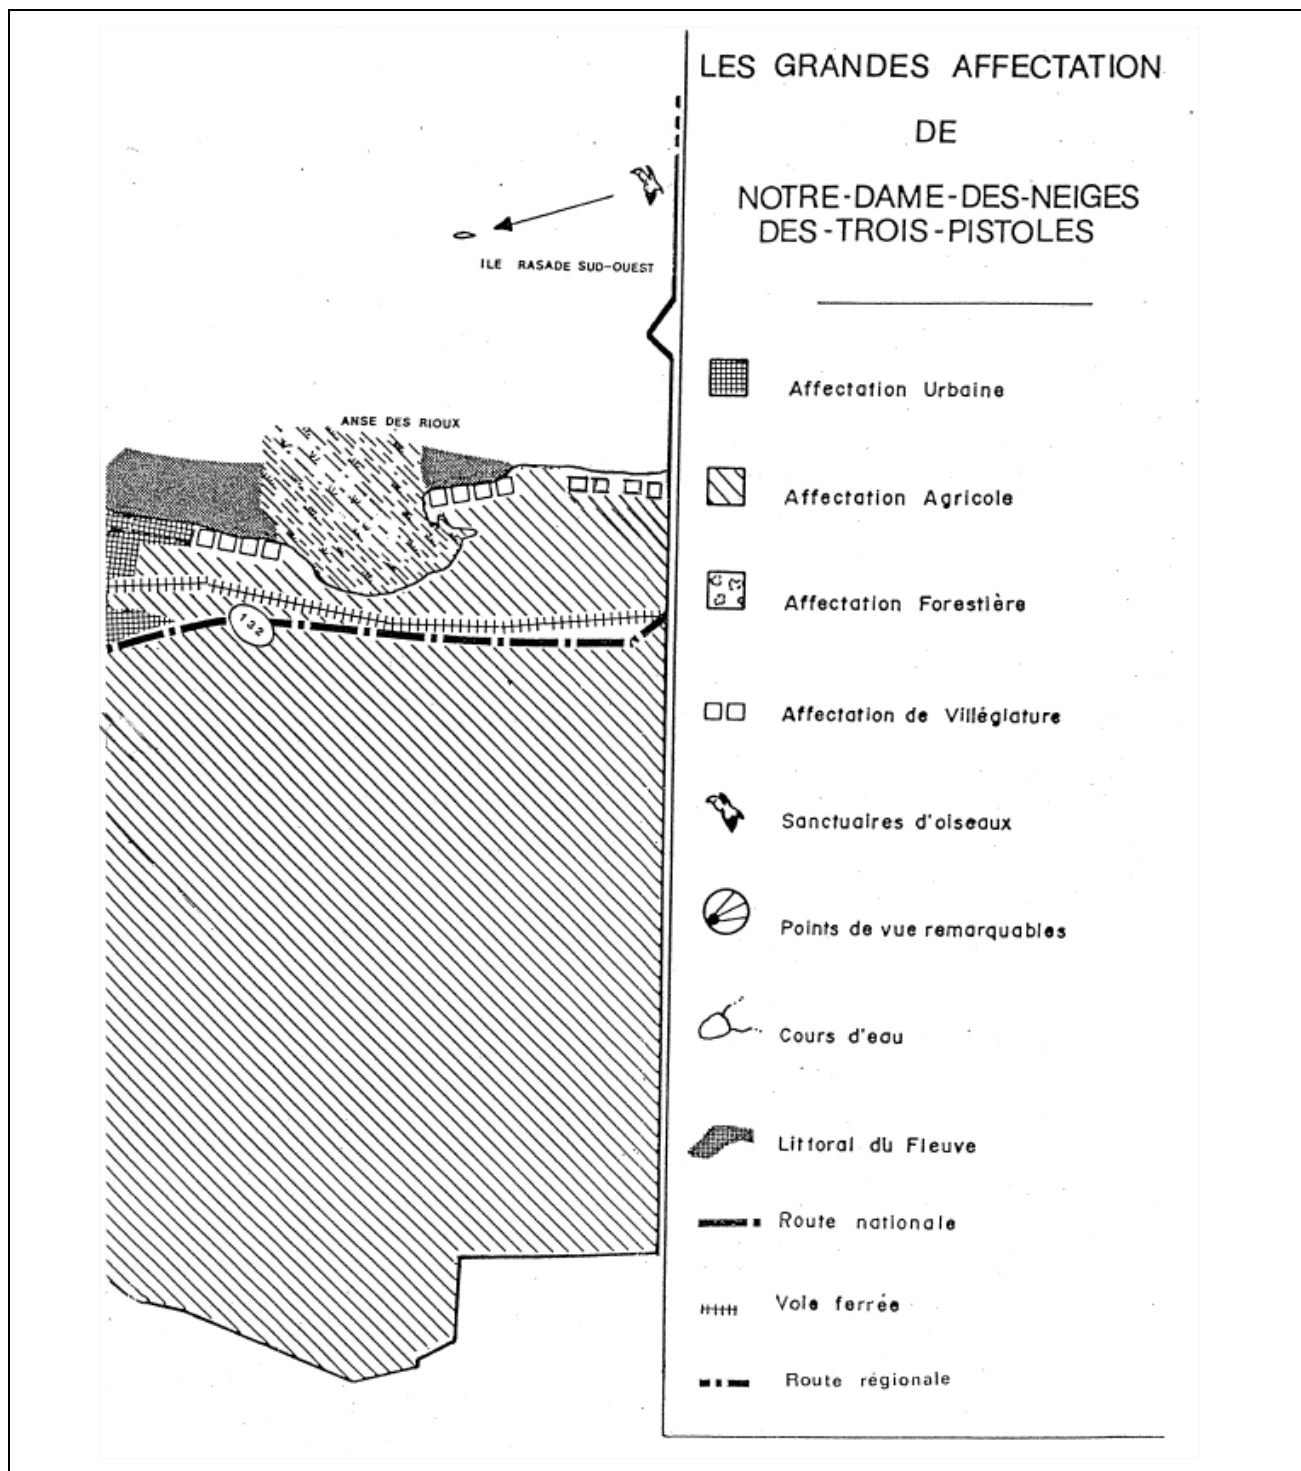 LES GRANDES AFFECTATION
DE
NOTRE-DAME-DES-NEIGES
DES-TROIS-PISTOLES
ILE RASADE SUD-OUEST
ANSE DES RIOUX
132
Affectation Urbaine
Affectation Agricole
Affectation Forestière
Affectation de Villégiature
Sanctuaires d'oiseaux
Points de vue remarquables
Cours d'eau
Littoral du Fleuve
Route nationale
Voie ferrée
Route régionale